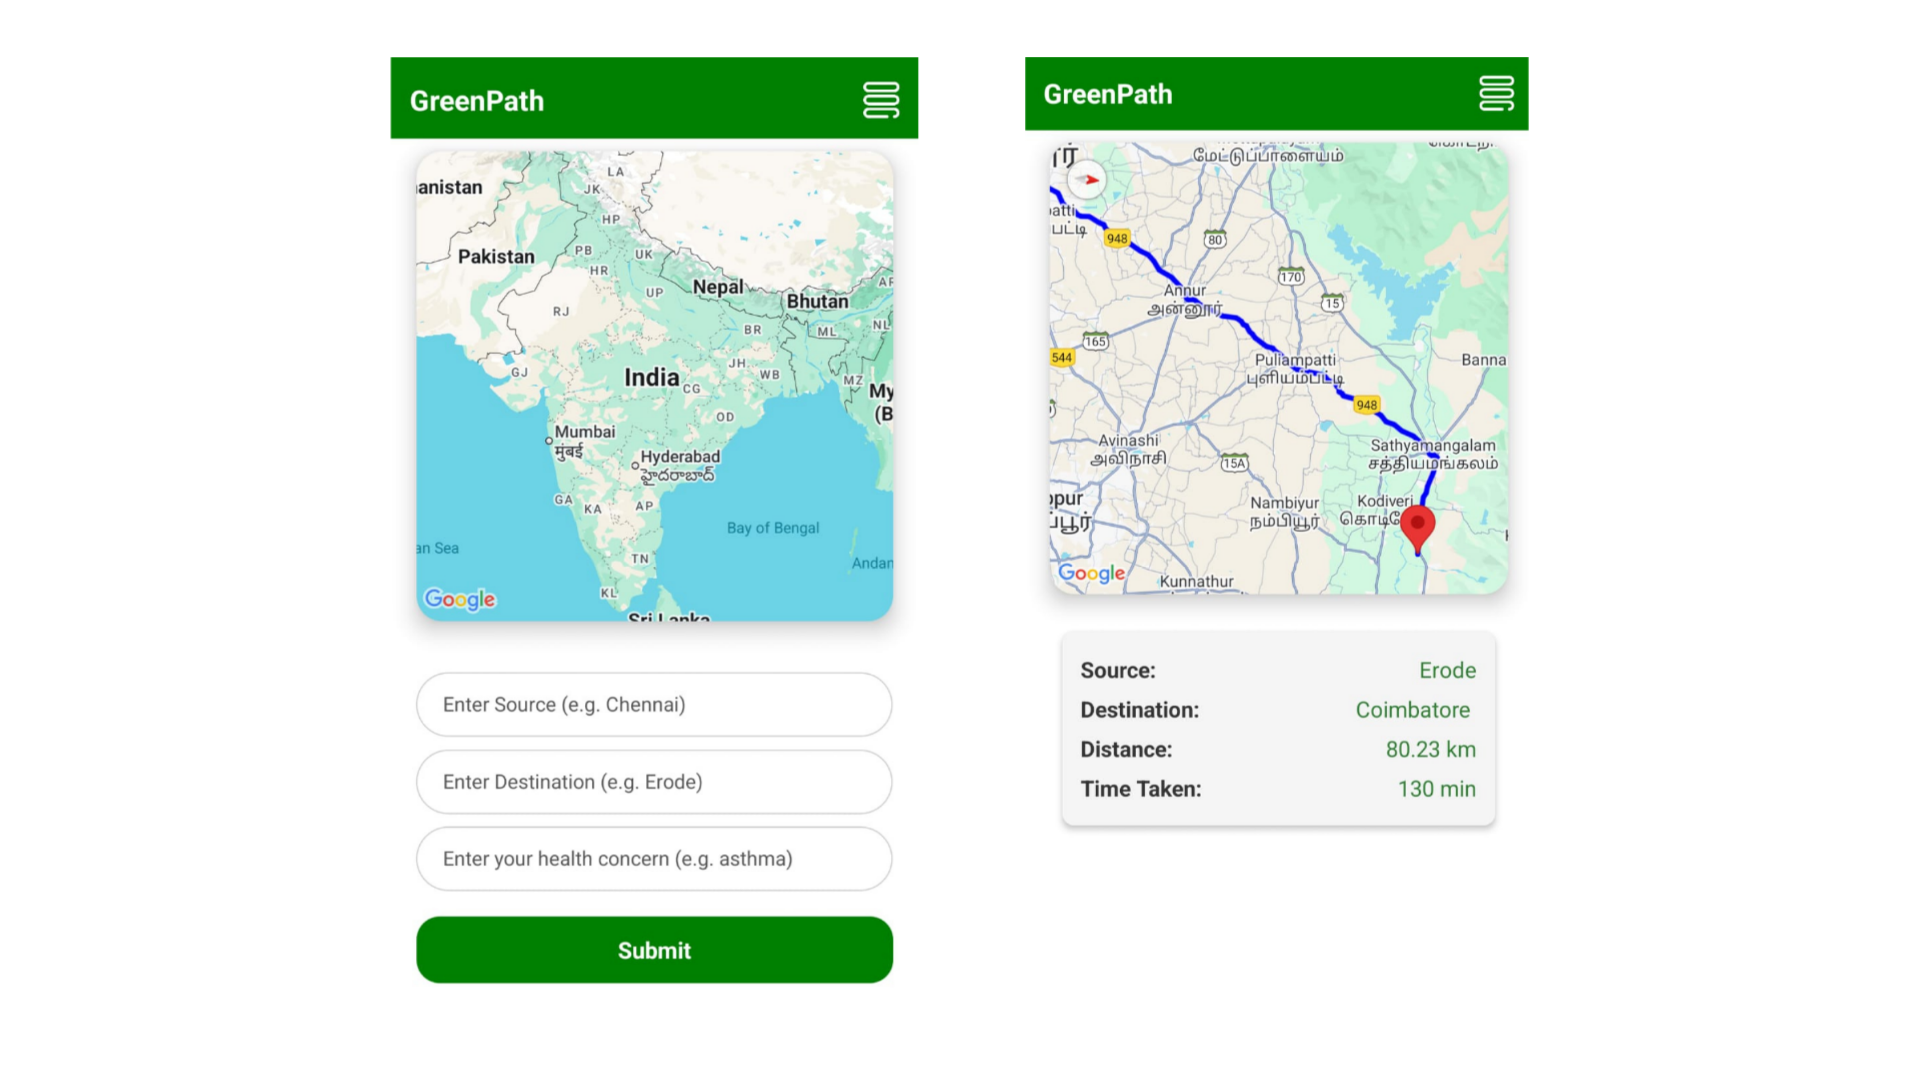 GreenPath
LA
JK
anistan
HP
PB
UK
Pakistan
HR
Nepal
UP
Bhutan
AR
RJ
BR
ML
NL
JH
WB
GJ
India
CG
MZ
My
(B
OD
Mumbai
मुंबई
Hyderabad
హైదరాబాద్
GA
KA
AP
Bay of Bengal
an Sea
TN
Andan
KL
Google
Sri Lanka
Enter Source (e.g. Chennai)
Enter Destination (e.g. Erode)
Enter your health concern (e.g. asthma)
Submit
GreenPath
மேட்டுப்பாளையம்
patti
பட்டி
948
80
170
Annur
அன்னூர்
15
165
544
Puliampatti
புளியம்பட்டி
Banna
948
Avinashi
அவிநாசி
Sathyamangalam
சத்தியமங்கலம்
15A
ppur
ப்பூர்
Nambiyur
நம்பியூர்
Kodiveri
Google
Kunnathur
Source: Erode
Destination: Coimbatore
Distance: 80.23 km
Time Taken: 130 min